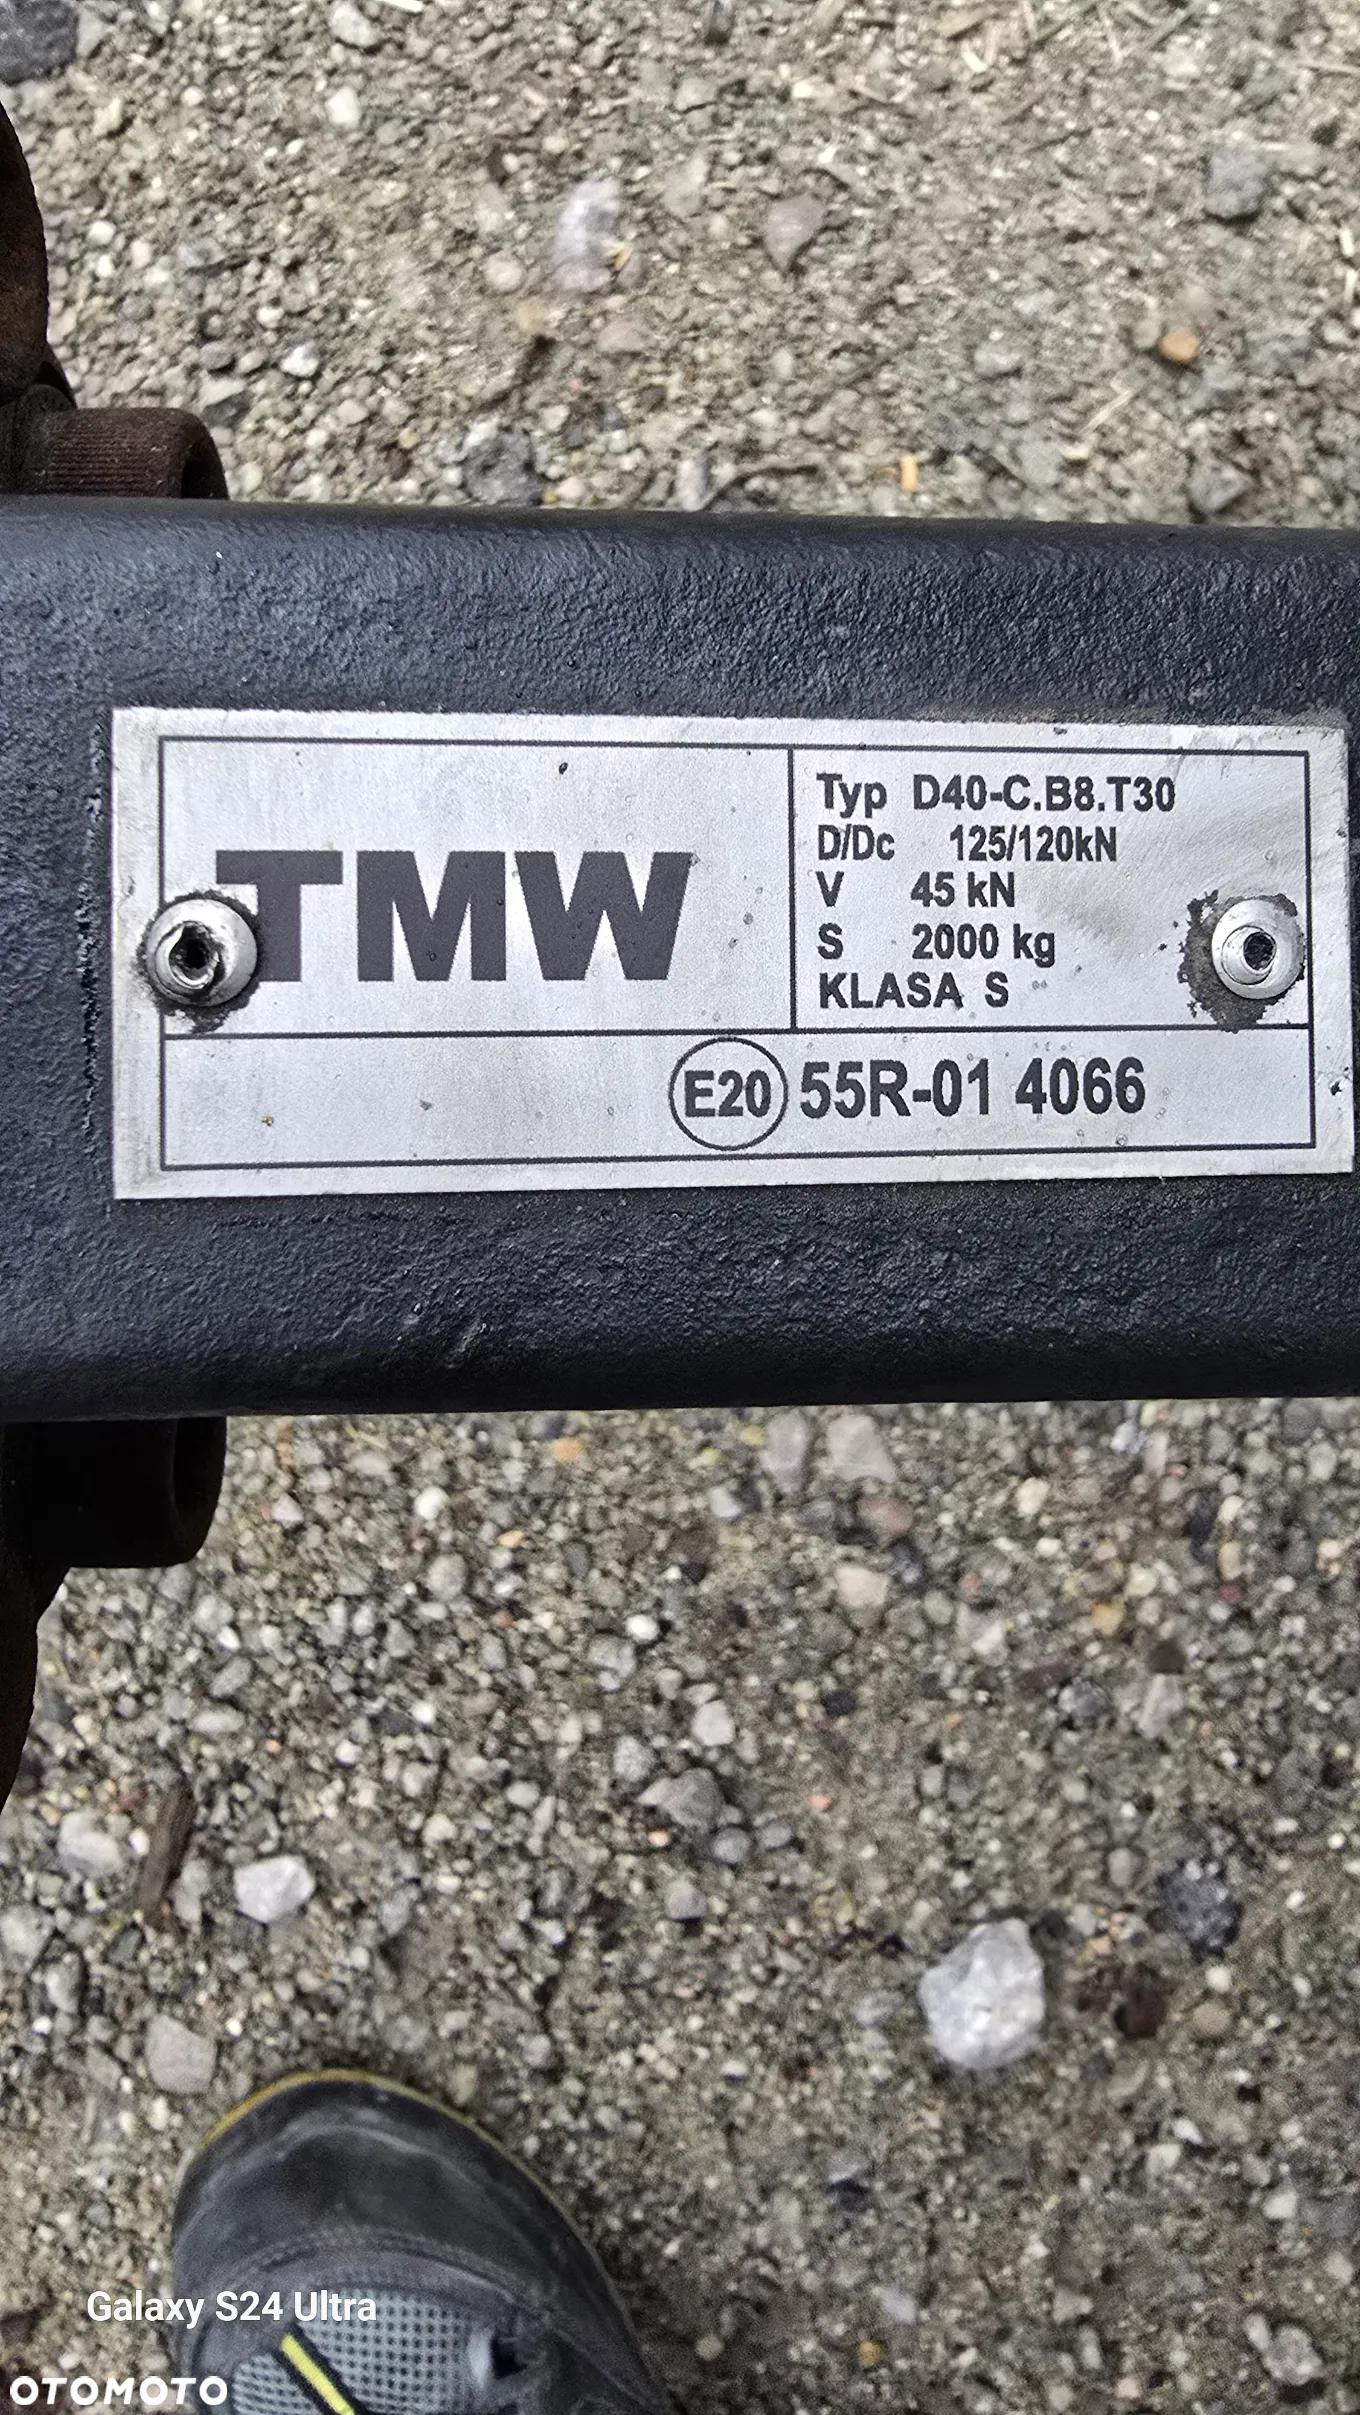 TMW
Typ D40-C.B8.T30
D/Dc 125/120kN
V 45 kN
S 2000 kg
KLASA S
E20 55R-01 4066
Galaxy S24 Ultra
OTOMOTO